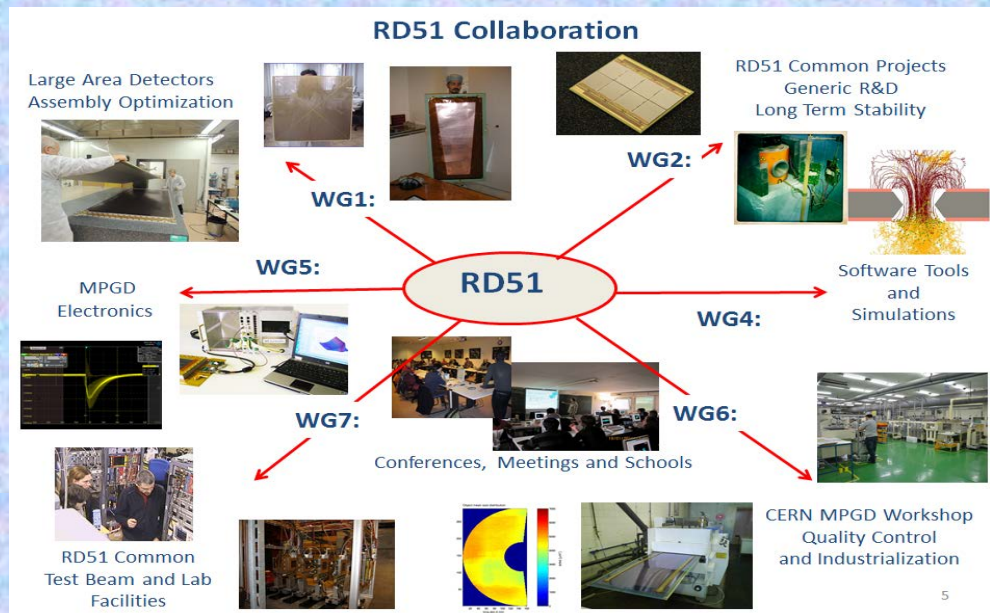 RD51 Collaboration
Large Area Detectors
Assembly Optimization
RD51 Common Projects
Generic R&D
Long Term Stability
WG1:
WG2:
WG5:
RD51
MPGD
Electronics
WG4:
Software Tools
and
Simulations
WG7:
WG6:
Conferences, Meetings and Schools
RD51 Common
Test Beam and Lab
Facilities
CERN MPGD Workshop
Quality Control
and Industrialization
5